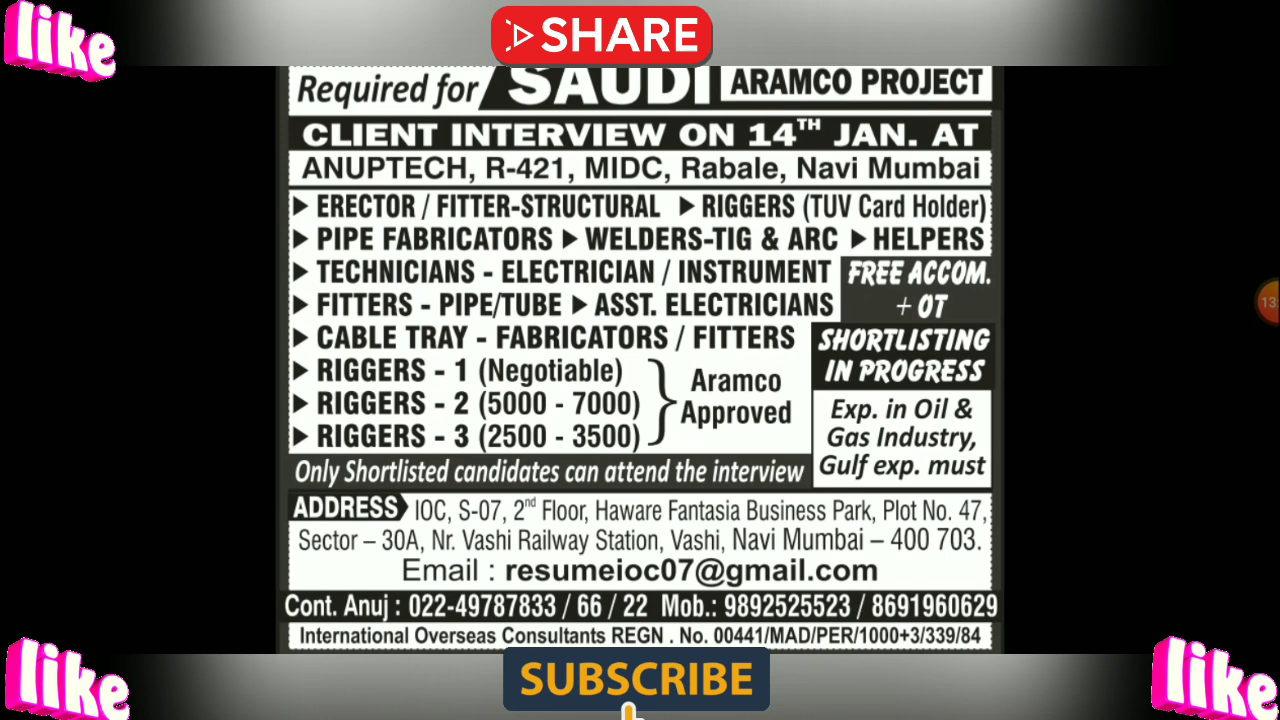 like
SHARE
Required for SAUDI ARAMCO PROJECT
CLIENT INTERVIEW ON 14TH JAN. AT
ANUPTECH, R-421, MIDC, Rabale, Navi Mumbai
ERECTOR / FITTER-STRUCTURAL RIGGERS (TUV Card Holder)
PIPE FABRICATORS WELDERS-TIG & ARC HELPERS
TECHNICIANS - ELECTRICIAN / INSTRUMENT
FITTERS - PIPE/TUBE ASST. ELECTRICIANS
FREE ACCOM.
+ OT
CABLE TRAY - FABRICATORS / FITTERS
RIGGERS - 1 (Negotiable)
RIGGERS - 2 (5000 - 7000)
RIGGERS - 3 (2500 - 3500)
Aramco
Approved
SHORTLISTING
IN PROGRESS
Exp. in Oil &
Gas Industry,
Gulf exp. must
Only Shortlisted candidates can attend the interview
ADDRESS IOC, S-07, 2nd Floor, Haware Fantasia Business Park, Plot No. 47,
Sector – 30A, Nr. Vashi Railway Station, Vashi, Navi Mumbai – 400 703.
Email : resumeioc07@gmail.com
Cont. Anuj : 022-49787833 / 66 / 22 Mob.: 9892525523 / 8691960629
International Overseas Consultants REGN . No. 00441/MAD/PER/1000+3/339/84
like
SUBSCRIBE
like